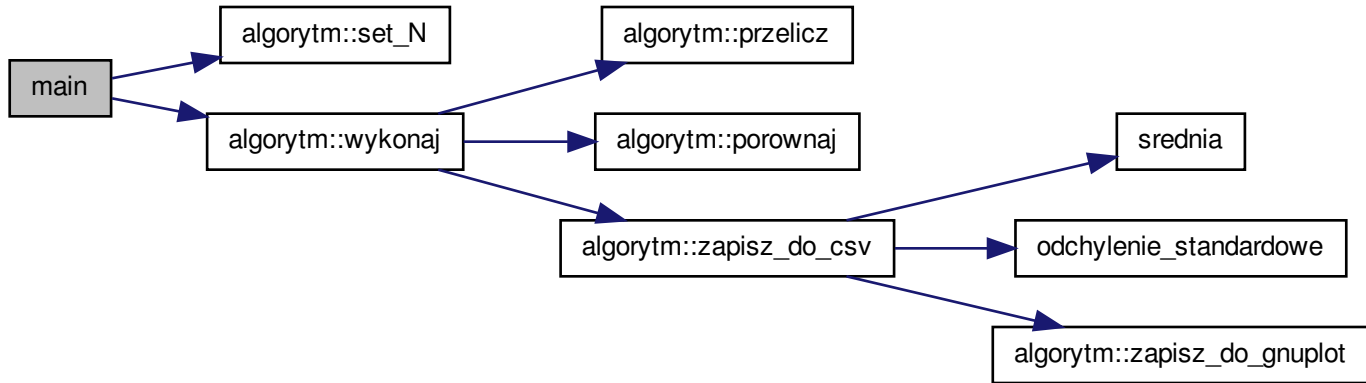 main
algorytm::set_N
algorytm::wykonaj
algorytm::przelicz
algorytm::porownaj
algorytm::zapisz_do_csv
srednia
odchylenie_standardowe
algorytm::zapisz_do_gnuplot